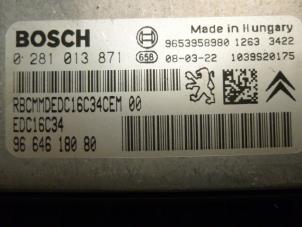 BOSCH
Made in Hungary
9653958980 1263 3422
0 281 013 871
656
08-03-22 1039S20175
RBCMMDEDC16C34CEM 00
EDC16C34
96 646 180 80